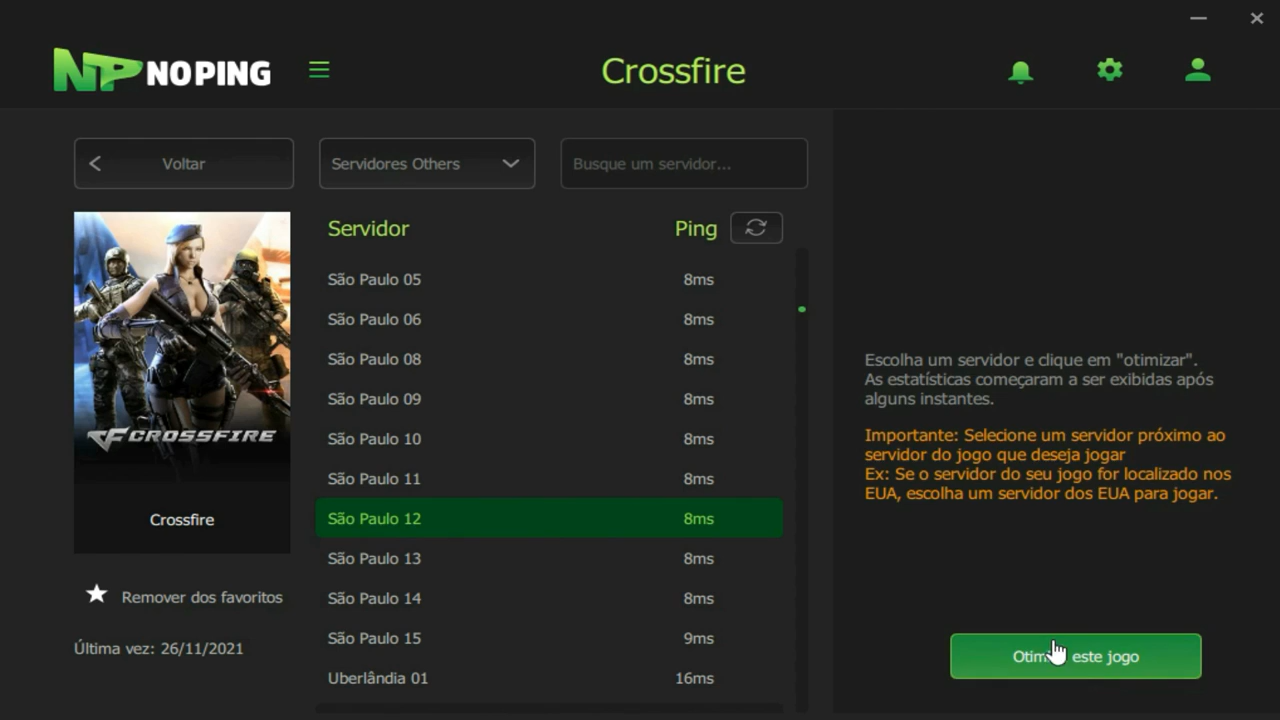 NP NOPING
Crossfire
Voltar
Servidores Others
Busque um servidor...
Servidor Ping
São Paulo 05 8ms
São Paulo 06 8ms
São Paulo 08 8ms
São Paulo 09 8ms
São Paulo 10 8ms
São Paulo 11 8ms
São Paulo 12 8ms
São Paulo 13 8ms
São Paulo 14 8ms
São Paulo 15 9ms
Uberlândia 01 16ms
CF CROSSFIRE
Crossfire
Remover dos favoritos
Última vez: 26/11/2021
Escolha um servidor e clique em "otimizar".
As estatísticas começaram a ser exibidas após
alguns instantes.
Importante: Selecione um servidor próximo ao
servidor do jogo que deseja jogar
Ex: Se o servidor do seu jogo for localizado nos
EUA, escolha um servidor dos EUA para jogar.
este jogo